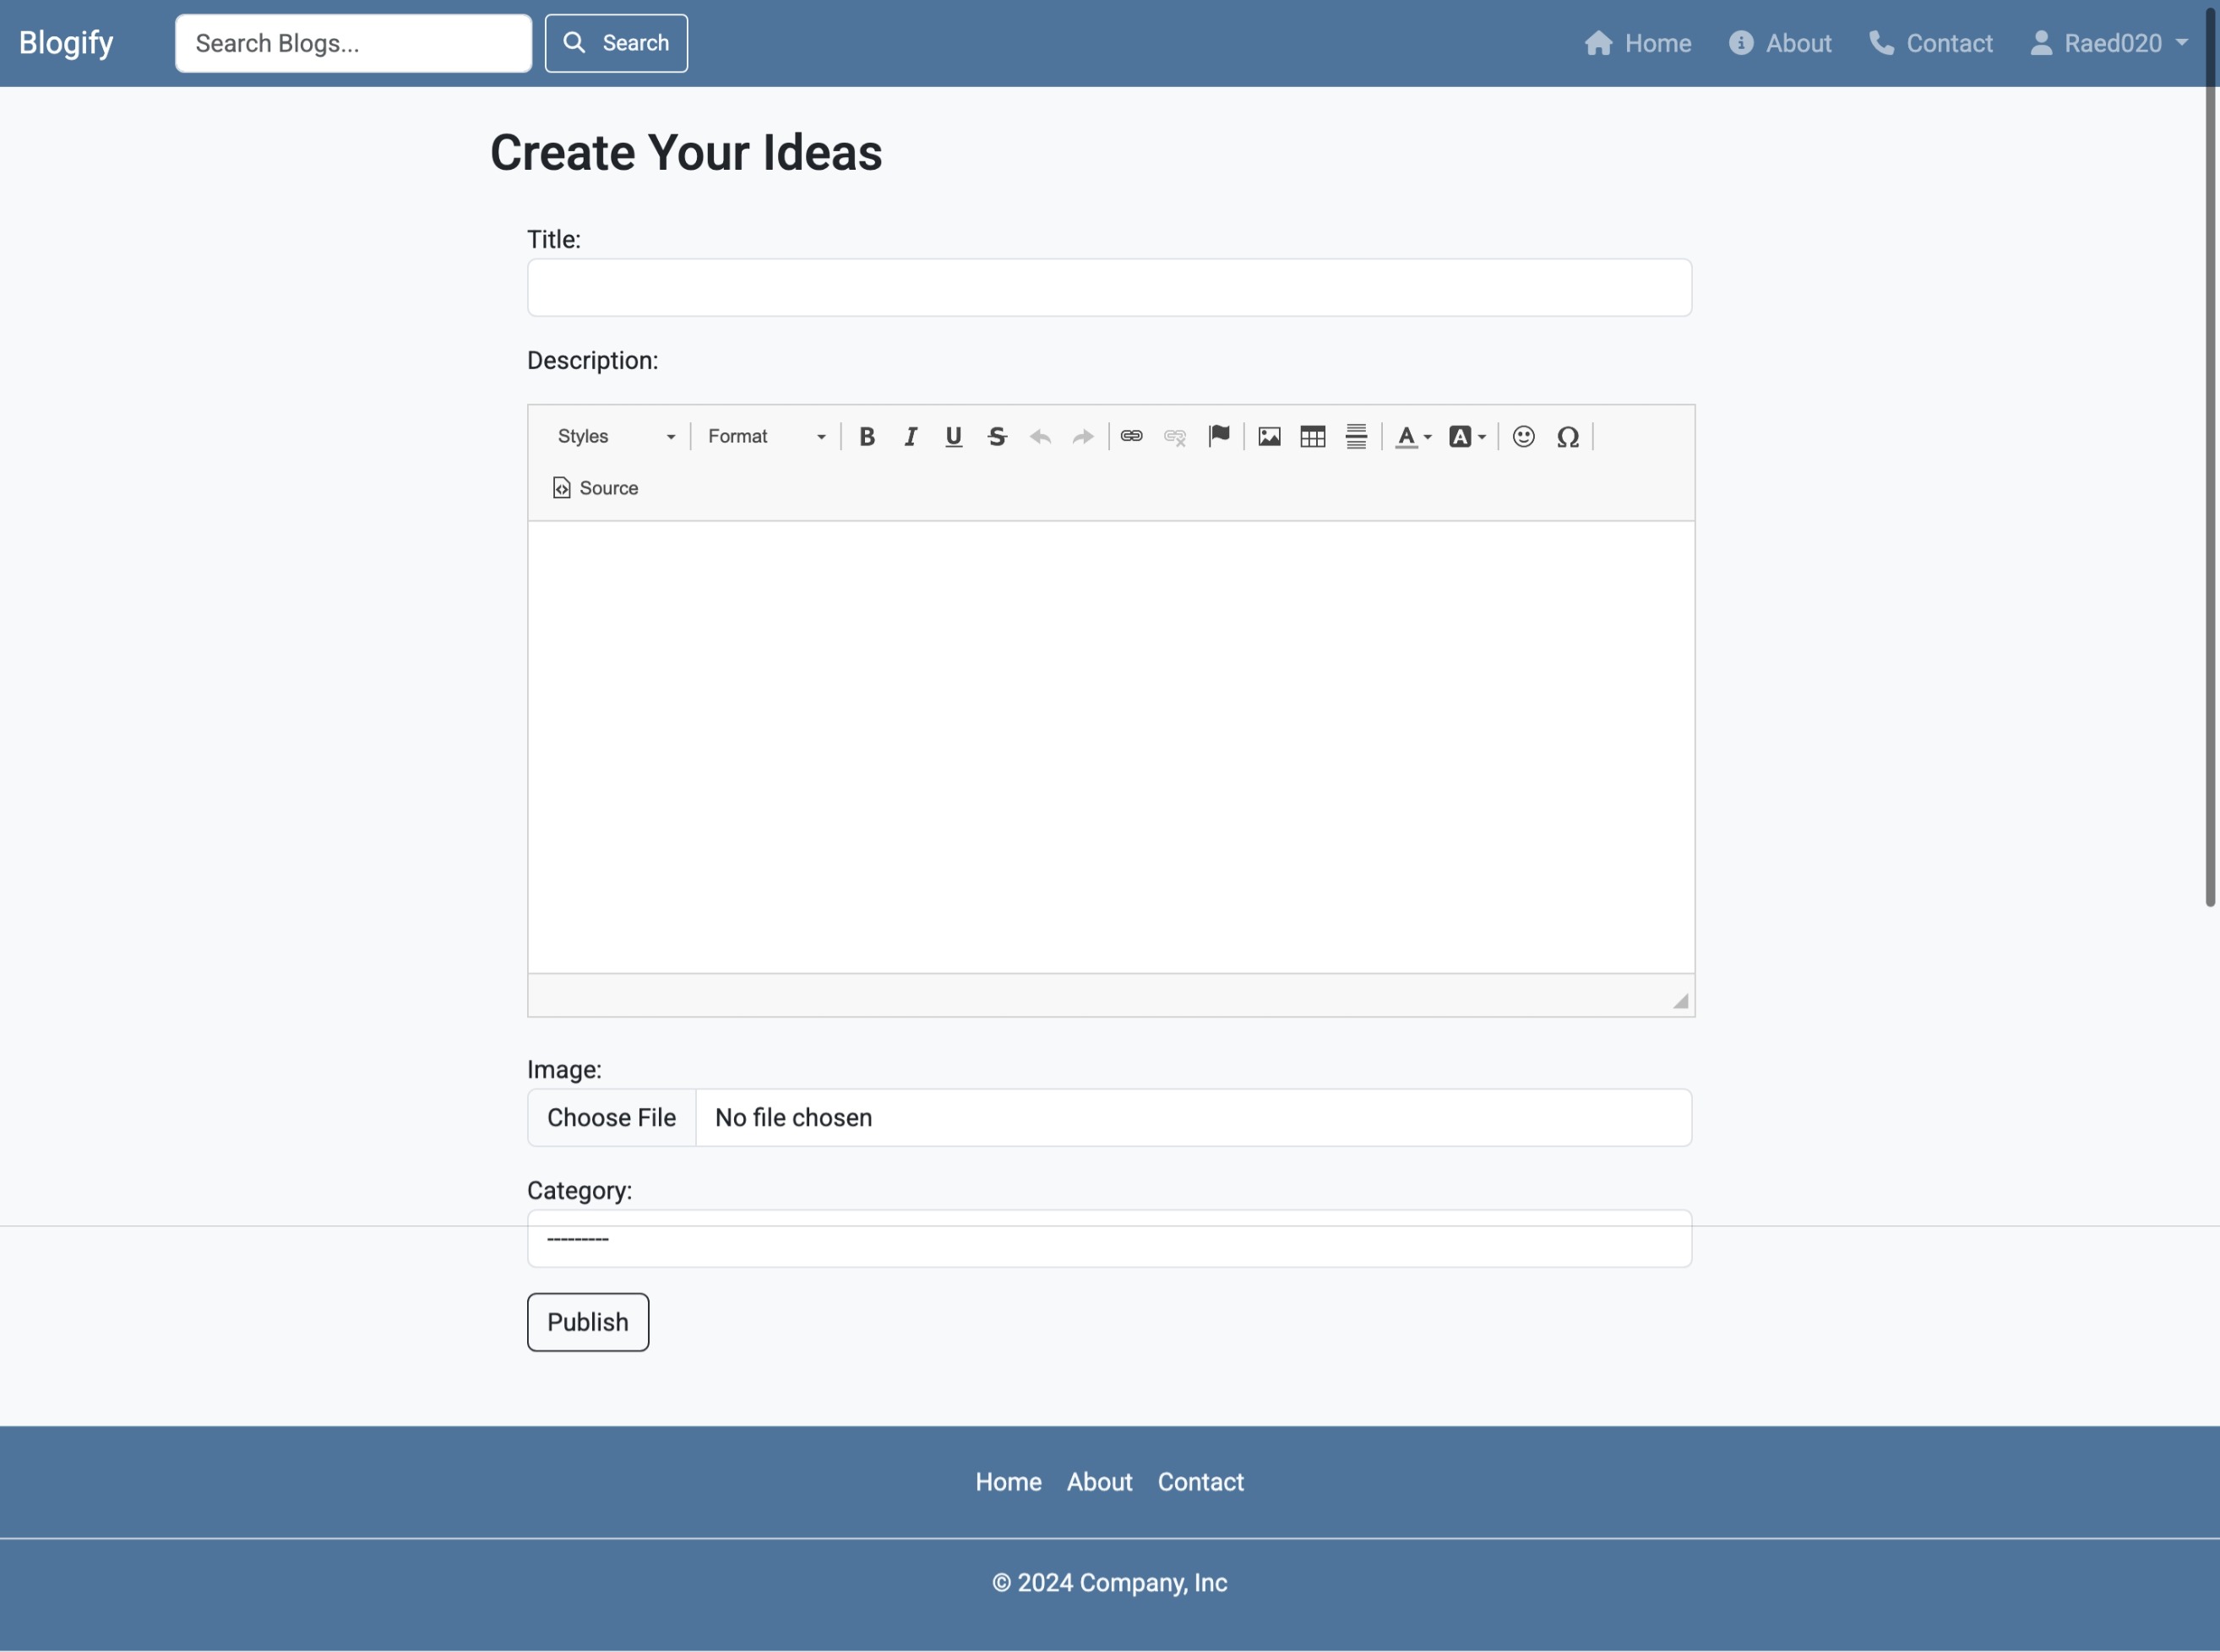 Blogify Search Blogs... Search Home About Contact Raed020
Create Your Ideas
Title:
Description:
Styles Format B I U S A A Ω
Source
Image:
Choose File No file chosen
Category:
---------
Publish
Home About Contact
© 2024 Company, Inc